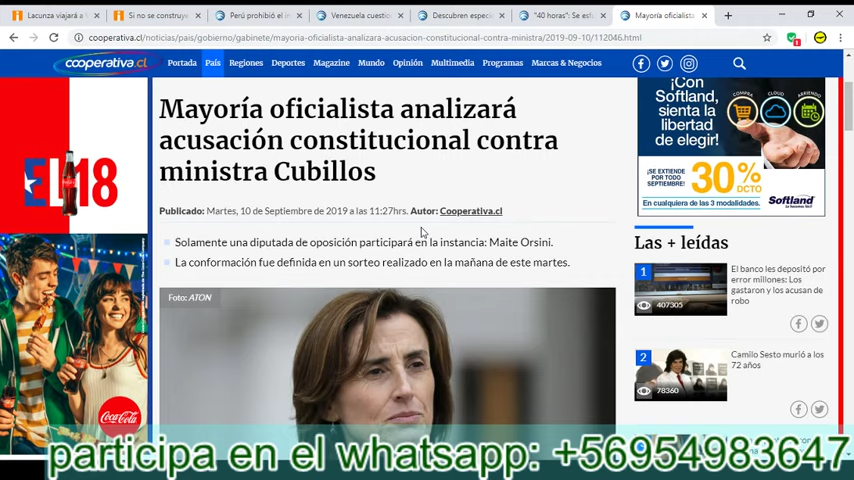 Lacunza viajará a
Si no se construye
Perú prohibió el in
Venezuela cuestio
Descubren especi
"40 horas": Se esf
Mayoría oficialista
cooperativa.cl/noticias/pais/gobierno/gabinete/mayoria-oficialista-analizara-acusacion-constitucional-contra-ministra/2019-09-10/112046.html
cooperativa.cl
Portada País Regiones Deportes Magazine Mundo Opinión Multimedia Programas Marcas & Negocios
Mayoría oficialista analizará
acusación constitucional contra
ministra Cubillos
Publicado: Martes, 10 de Septiembre de 2019 a las 11:27hrs. Autor: Cooperativa.cl
Solamente una diputada de oposición participará en la instancia: Maite Orsini.
La conformación fue definida en un sorteo realizado en la mañana de este martes.
Foto: ATON
EL18
Coca-Cola
¡Con
Softland,
sienta la
libertad
de elegir!
COMPRA
CLOUD
ARRIENDO
¡SE EXTIENDE
POR TODO
SEPTIEMBRE!
30%
DCTO
En cualquiera de las 3 modalidades.
Softland
Las + leídas
1
El banco les depositó por
error millones: Los
gastaron y los acusan de
robo
407305
2
Camilo Sesto murió a los
72 años
78360
participa en el whatsapp: +56954983647